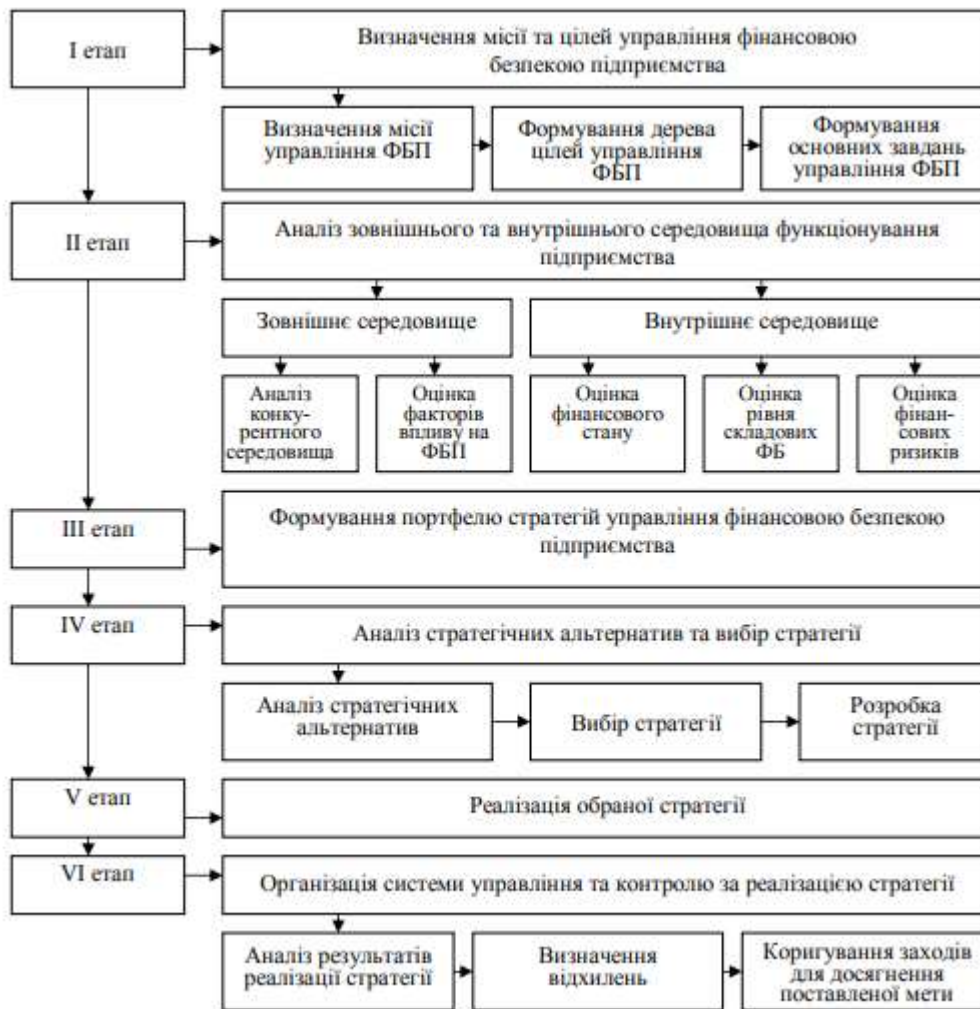 I етап
Визначення місії та цілей управління фінансовою
безпекою підприємства
Визначення місії
управління ФБП
Формування дерева
цілей управління
ФБП
Формування
основних завдань
управління ФБП
II етап
Аналіз зовнішнього та внутрішнього середовища функціонування
підприємства
Зовнішнє середовище
Внутрішнє середовище
Аналіз
конку-
рентного
середовища
Оцінка
факторів
впливу на
ФБП
Оцінка
фінансового
стану
Оцінка
рівня
складових
ФБ
Оцінка
фінан-
сових
ризиків
III етап
Формування портфелю стратегій управління фінансовою безпекою
підприємства
IV етап
Аналіз стратегічних альтернатив та вибір стратегії
Аналіз стратегічних
альтернатив
Вибір стратегії
Розробка
стратегії
V етап
Реалізація обраної стратегії
VI етап
Організація системи управління та контролю за реалізацією стратегії
Аналіз результатів
реалізації стратегії
Визначення
відхилень
Коригування заходів
для досягнення
поставленої мети